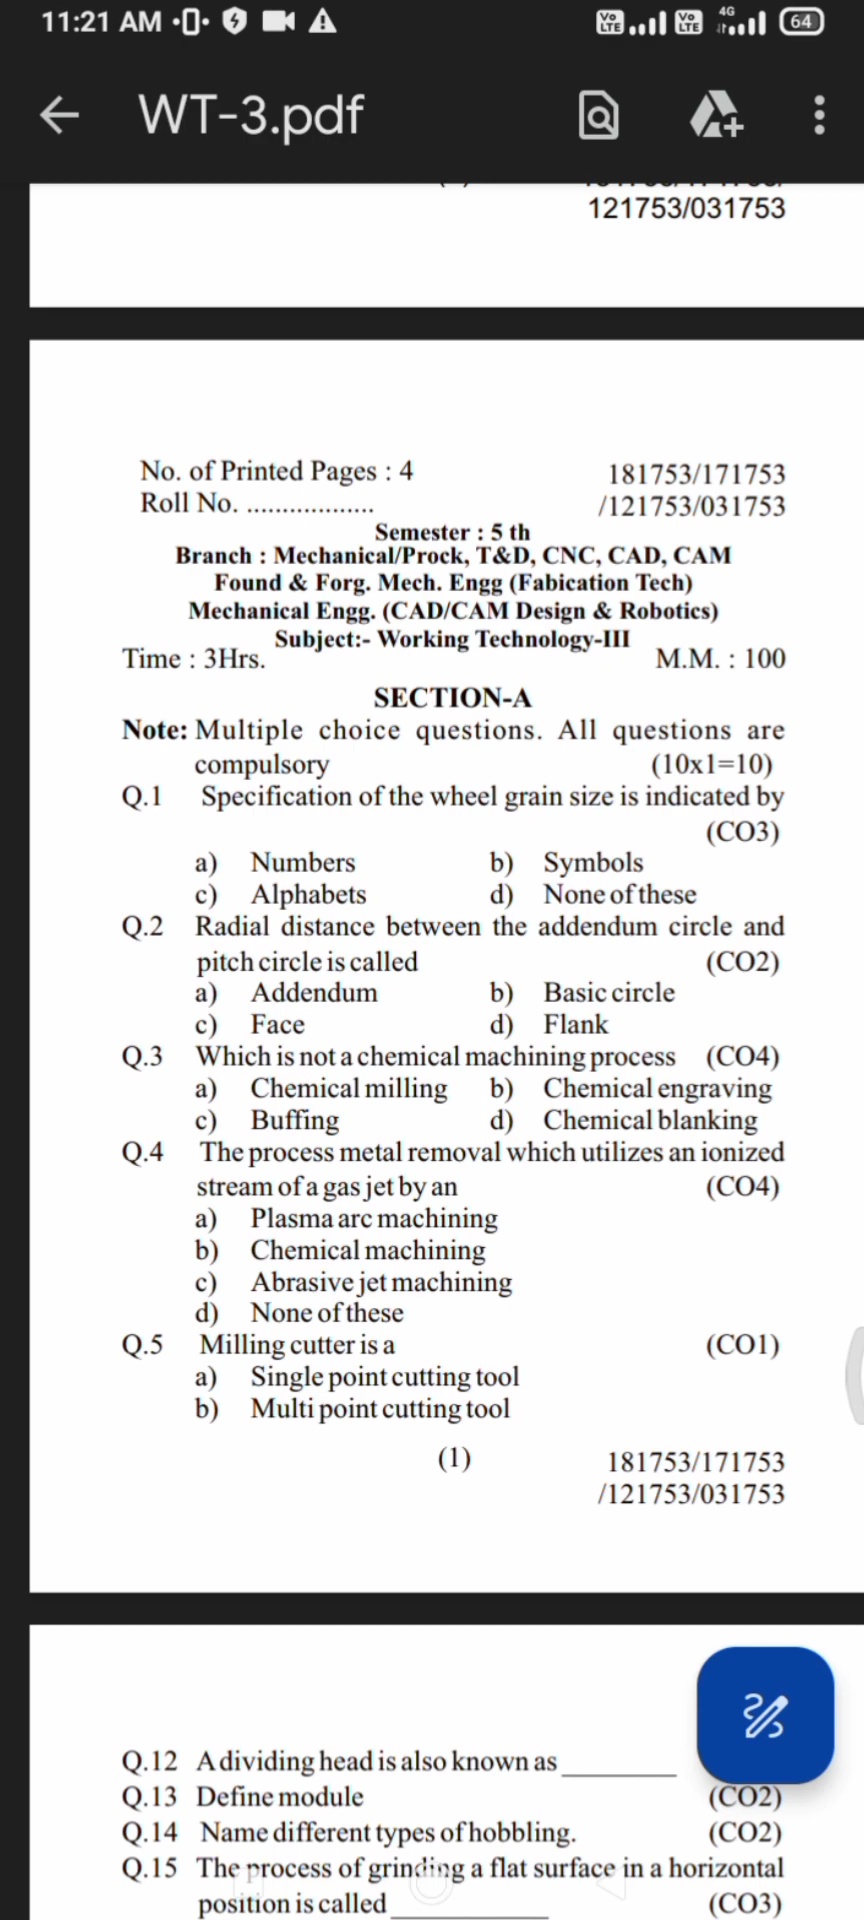 11:21 AM
Vo LTE Vo LTE 4G 64
WT-3.pdf
121753/031753
No. of Printed Pages : 4 181753/171753
Roll No. .................. /121753/031753
Semester : 5 th
Branch : Mechanical/Prock, T&D, CNC, CAD, CAM
Found & Forg. Mech. Engg (Fabication Tech)
Mechanical Engg. (CAD/CAM Design & Robotics)
Subject:- Working Technology-III
Time : 3Hrs. M.M. : 100
SECTION-A
Note: Multiple choice questions. All questions are
compulsory (10x1=10)
Q.1 Specification of the wheel grain size is indicated by
(CO3)
a) Numbers b) Symbols
c) Alphabets d) None of these
Q.2 Radial distance between the addendum circle and
pitch circle is called (CO2)
a) Addendum b) Basic circle
c) Face d) Flank
Q.3 Which is not a chemical machining process (CO4)
a) Chemical milling b) Chemical engraving
c) Buffing d) Chemical blanking
Q.4 The process metal removal which utilizes an ionized
stream of a gas jet by an (CO4)
a) Plasma arc machining
b) Chemical machining
c) Abrasive jet machining
d) None of these
Q.5 Milling cutter is a (CO1)
a) Single point cutting tool
b) Multi point cutting tool
(1) 181753/171753
/121753/031753
Q.12 A dividing head is also known as __________
Q.13 Define module (CO2)
Q.14 Name different types of hobbling. (CO2)
Q.15 The process of grinding a flat surface in a horizontal
position is called ______________ (CO3)